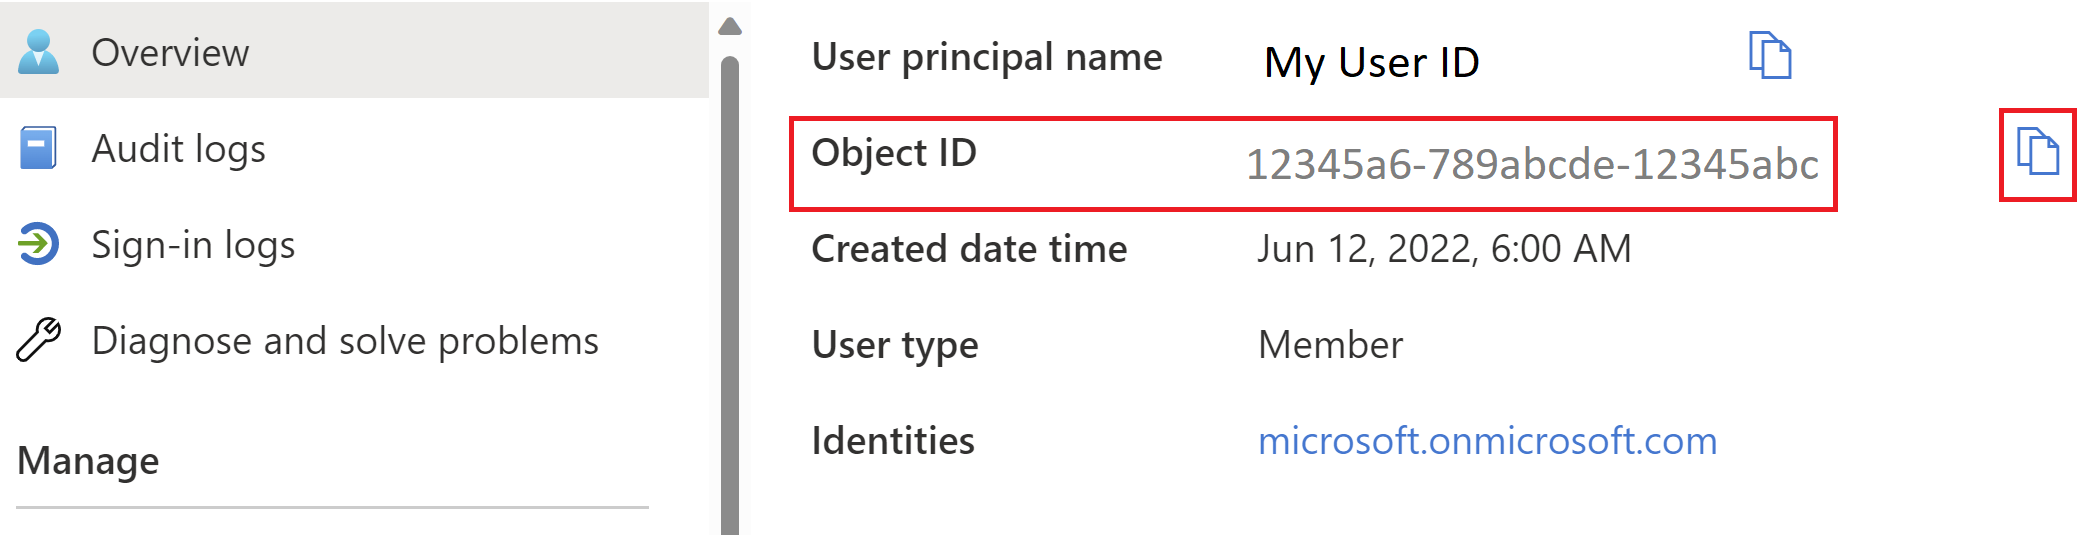 Overview
Audit logs
Sign-in logs
Diagnose and solve problems
Manage
User principal name My User ID
Object ID 12345a6-789abcde-12345abc
Created date time Jun 12, 2022, 6:00 AM
User type Member
Identities microsoft.onmicrosoft.com